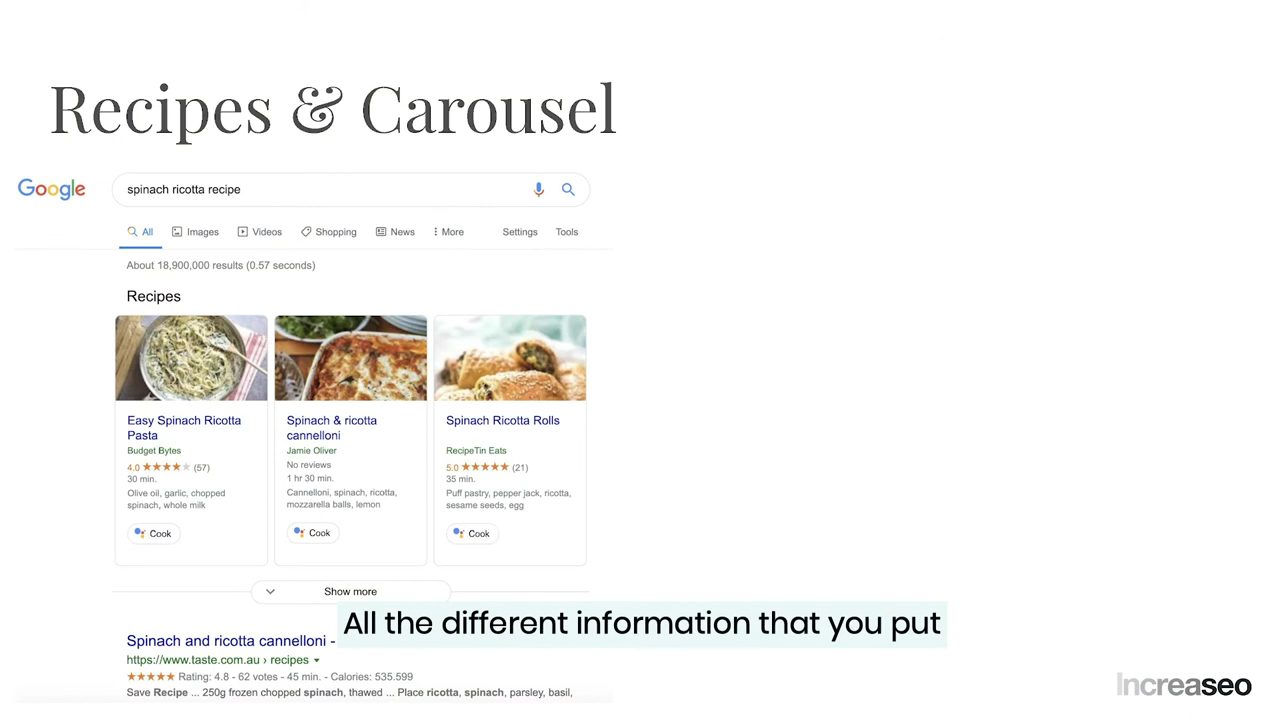 Recipes & Carousel
Google
spinach ricotta recipe
All Images Videos Shopping News More Settings Tools
About 18,900,000 results (0.57 seconds)
Recipes
Easy Spinach Ricotta Pasta
Budget Bytes
4.0 ★★★★★ (57)
30 min.
Olive oil, garlic, chopped
spinach, whole milk
Cook
Spinach & ricotta
cannelloni
Jamie Oliver
No reviews
1 hr 30 min.
Cannelloni, spinach, ricotta,
mozzarella balls, lemon
Cook
Spinach Ricotta Rolls
RecipeTin Eats
5.0 ★★★★★ (21)
35 min.
Puff pastry, pepper jack, ricotta,
sesame seeds, egg
Cook
Show more
All the different information that you put
Spinach and ricotta cannelloni -
https://www.taste.com.au › recipes
★★★★★ Rating: 4.8 - 62 votes - 45 min. - Calories: 535.599
Save Recipe ... 250g frozen chopped spinach, thawed ... Place ricotta, spinach, parsley, basil,
Increaseo